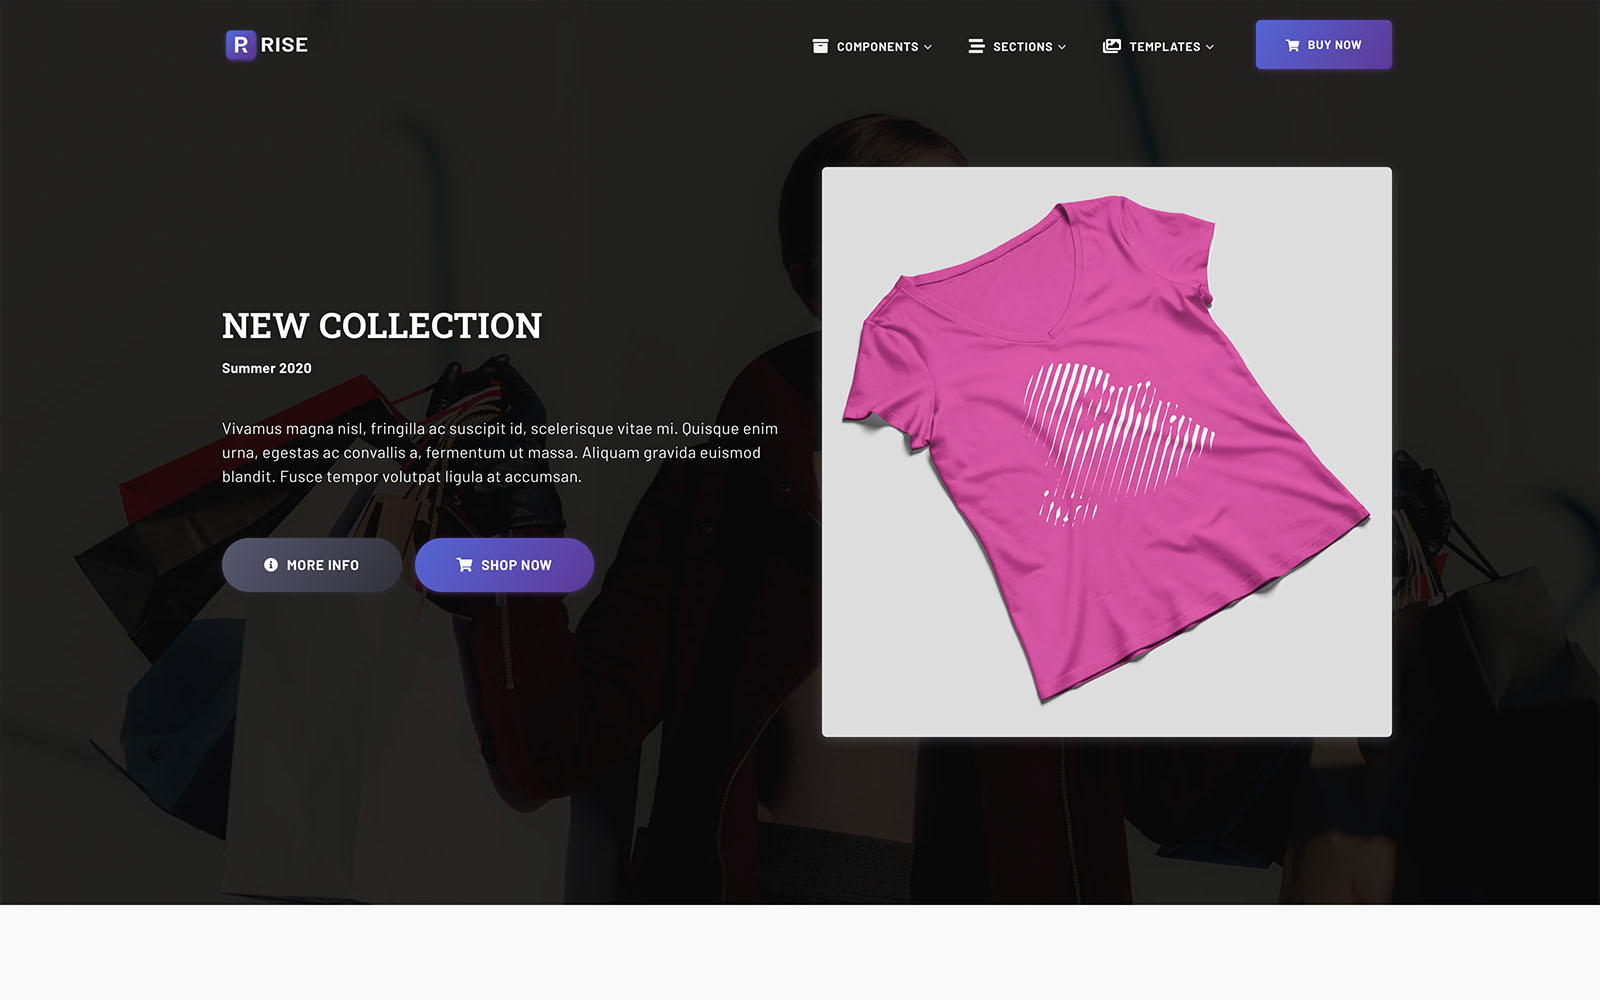 R RISE
COMPONENTS SECTIONS TEMPLATES BUY NOW
NEW COLLECTION
Summer 2020
Vivamus magna nisl, fringilla ac suscipit id, scelerisque vitae mi. Quisque enim
urna, egestas ac convallis a, fermentum ut massa. Aliquam gravida euismod
blandit. Fusce tempor volutpat ligula at accumsan.
MORE INFO SHOP NOW